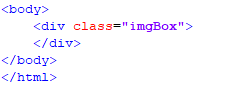 <body>
    <div class="imgBox">
    </div>
</body>
</html>